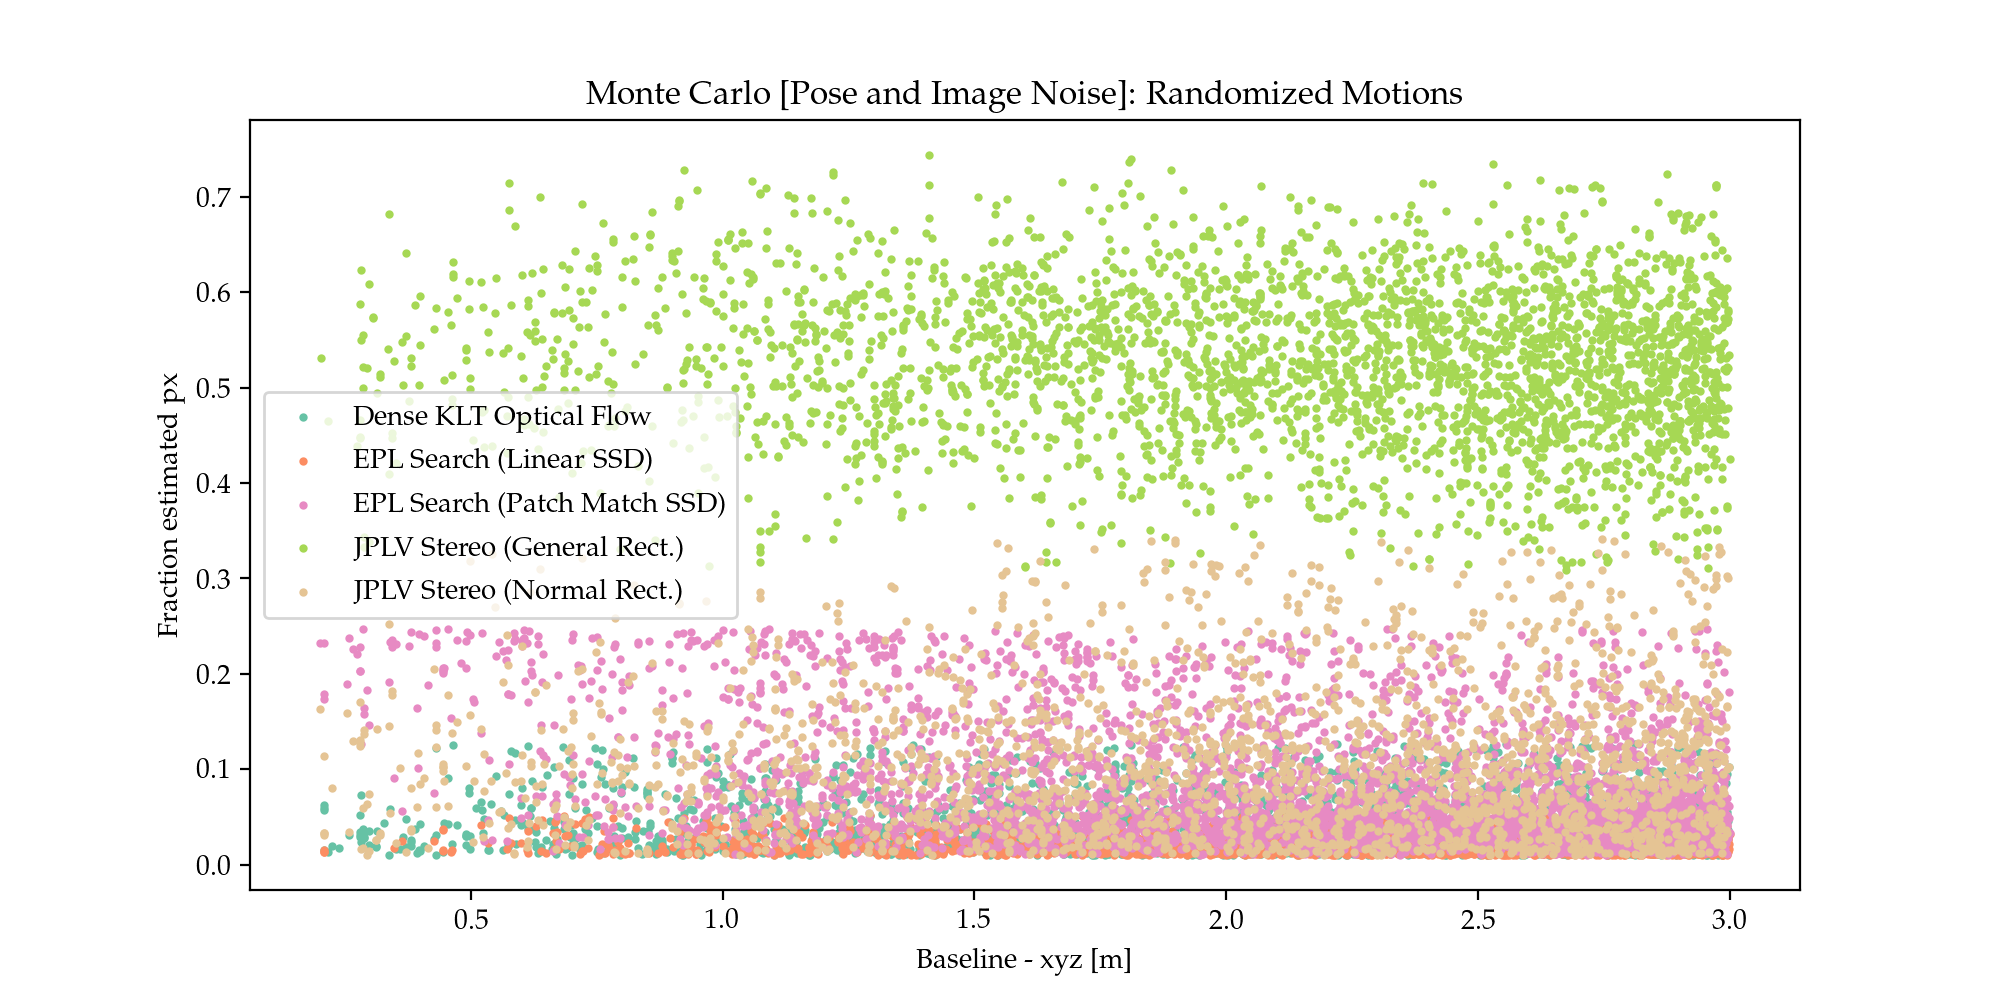 Monte Carlo [Pose and Image Noise]: Randomized Motions
Fraction estimated px
0.7
0.6
0.5
0.4
0.3
0.2
0.1
0.0
Dense KLT Optical Flow
EPL Search (Linear SSD)
EPL Search (Patch Match SSD)
JPLV Stereo (General Rect.)
JPLV Stereo (Normal Rect.)
0.5 1.0 1.5 2.0 2.5 3.0
Baseline - xyz [m]